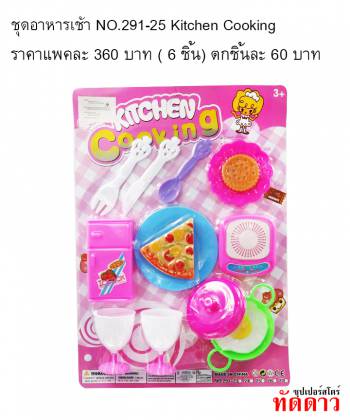 ชุดอาหารเช้า NO.291-25 Kitchen Cooking
ราคาแพคละ 360 บาท ( 6 ชิ้น) ตกชิ้นละ 60 บาท
KITCHEN
Cooking
3+
MADE IN CHINA
ซุปเปอร์สโตร์
ทัดดาว